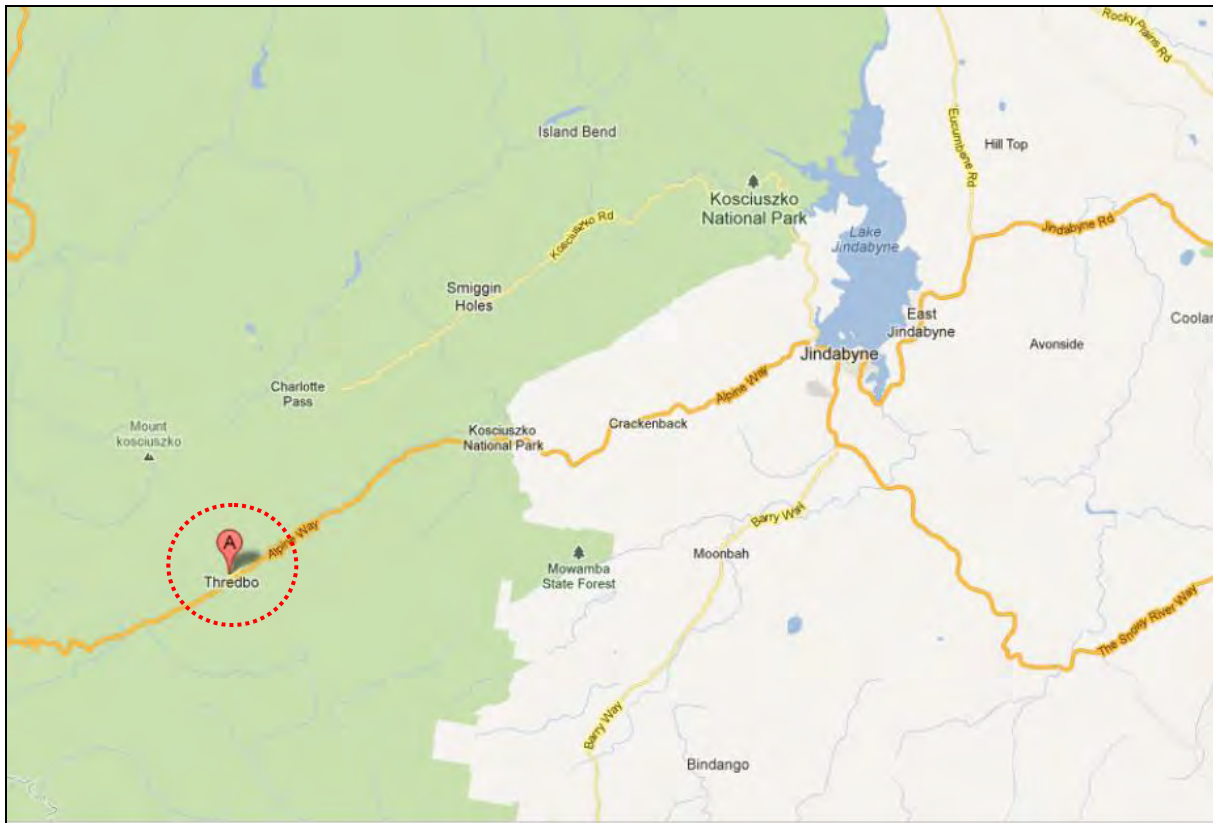 Rocky Plains Rd
Island Bend
Eucumbene Rd
Hill Top
Kosciuszko
National Park
Kosciuszko Rd
Lake
Jindabyne
Jindabyne Rd
Smiggin
Holes
East
Jindabyne
Coolar
Avonside
Jindabyne
Charlotte
Pass
Alpine Way
Mount
kosciuszko
Kosciuszko
National Park
Crackenback
Barry Way
A
Alpine Way
Thredbo
Mowamba
State Forest
Moonbah
The Snowy River Way
Barry Way
Bindango